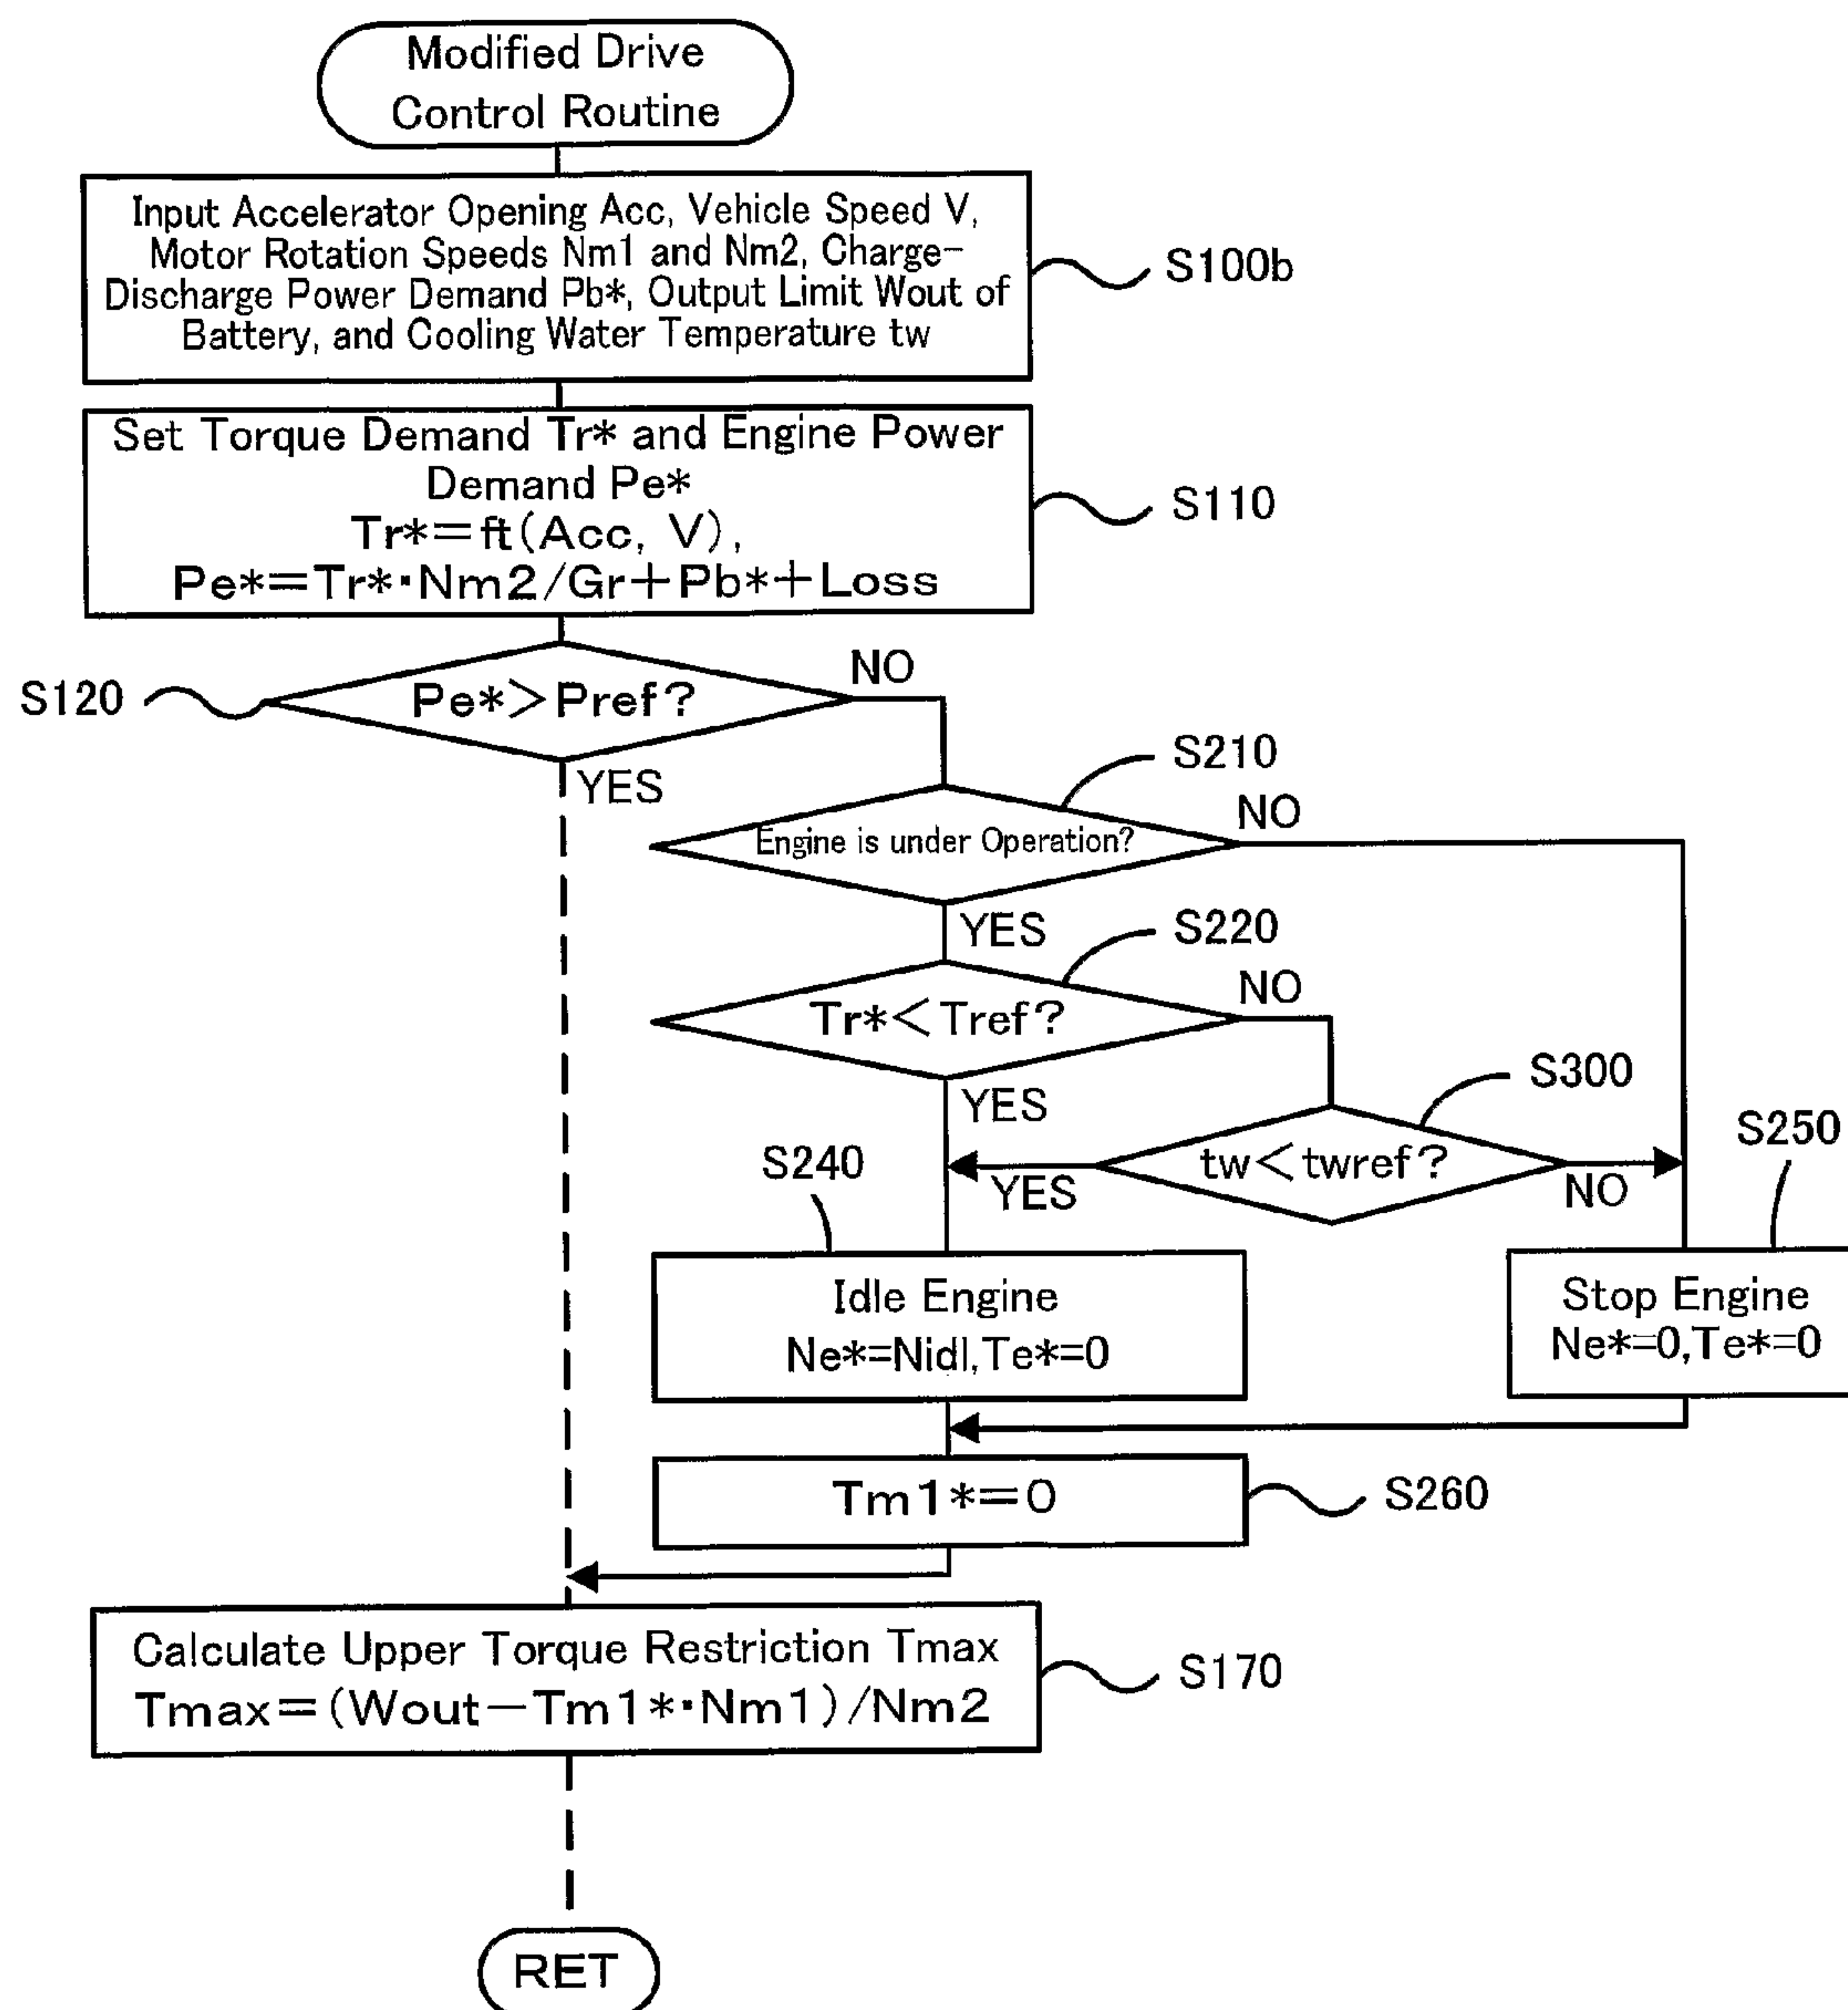 Modified Drive
Control Routine
Input Accelerator Opening Acc, Vehicle Speed V,
Motor Rotation Speeds Nm1 and Nm2, Charge-
Discharge Power Demand Pb*, Output Limit Wout of
Battery, and Cooling Water Temperature tw
S100b
Set Torque Demand Tr* and Engine Power
Demand Pe*
Tr*=ft(Acc, V),
Pe*=Tr*·Nm2/Gr+Pb*+Loss
S110
S120
Pe*>Pref?
NO
YES
S210
Engine is under Operation?
NO
YES
S220
Tr*<Tref?
NO
YES
S300
tw<twref?
YES
NO
S240
S250
Idle Engine
Ne*=Nidl,Te*=0
Stop Engine
Ne*=0,Te*=0
Tm1*=0
S260
Calculate Upper Torque Restriction Tmax
Tmax=(Wout-Tm1*·Nm1)/Nm2
S170
RET